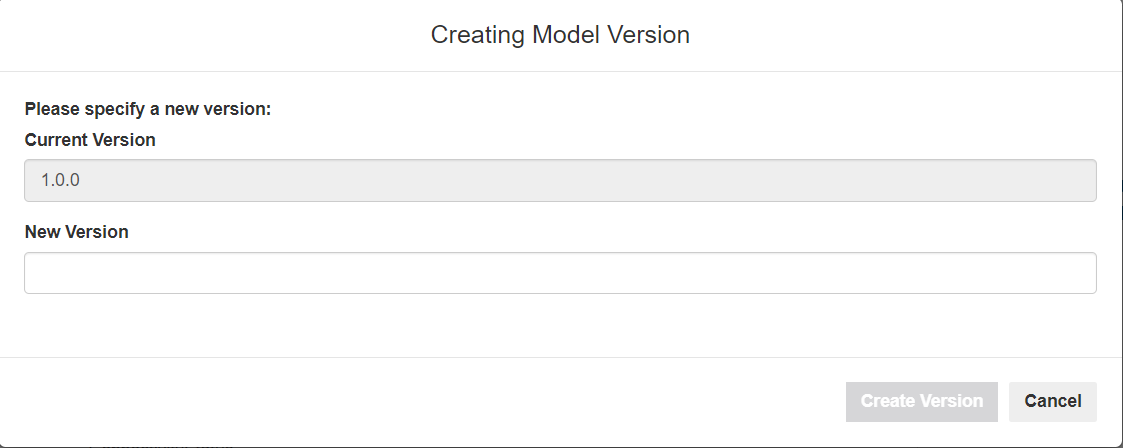 Creating Model Version
Please specify a new version:
Current Version
1.0.0
New Version
Create Version
Cancel